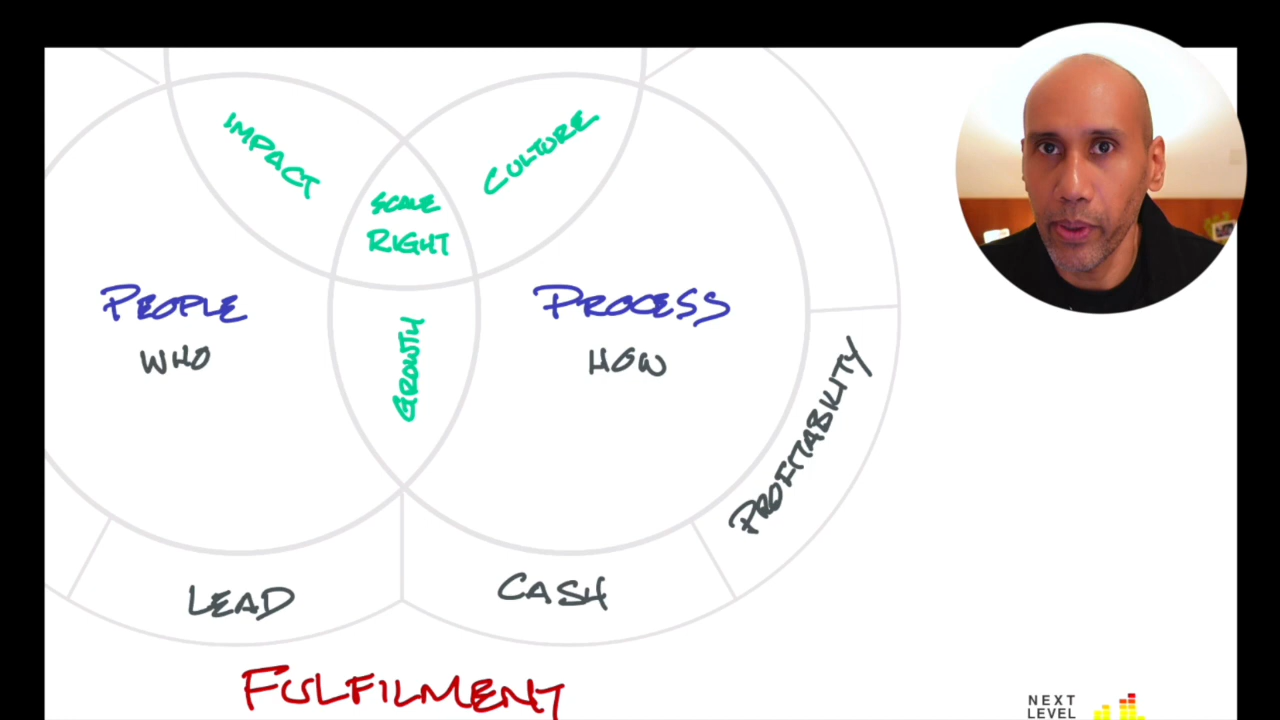 IMPACT
CULTURE
SCALE
RIGHT
PEOPLE
WHO
PROCESS
HOW
GROWTH
PROFITABILITY
LEAD
CASH
FULFILMENT
NEXT
LEVEL